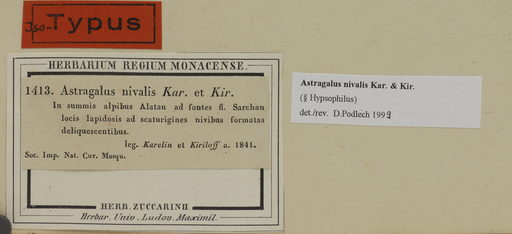 Iso-Typus
HERBARIUM REGIUM MONACENSE.
1413. Astragalus nivalis Kar. et Kir.
In summis alpibus Alatau ad fontes fl. Sarchan
locis lapidosis ad scaturigines nivibus formatas
deliquescentibus.
leg. Karelin et Kiriloff a. 1841.
Soc. Imp. Nat. Cur. Mosqu.
HERB. ZUCCARINII.
Herbar. Univ. Ludov. Maximil.
Astragalus nivalis Kar. & Kir.
(§ Hypsophilus)
det./rev. D.Podlech 1999